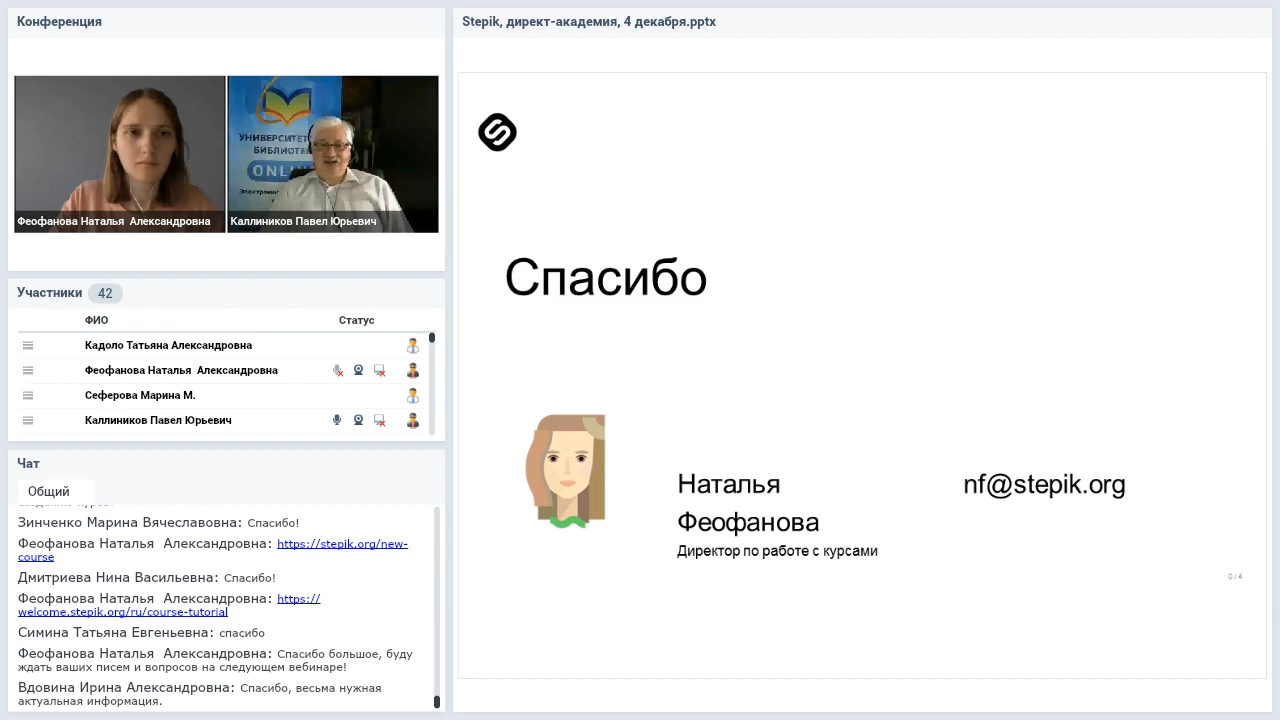 Конференция
УНИВЕРСИТЕТ
БИБЛИОТЕ
ONLI
Феофанова Наталья Александровна
Каллиников Павел Юрьевич
Участники 42
ФИО Статус
Кадоло Татьяна Александровна
Феофанова Наталья Александровна
Сеферова Марина М.
Каллиников Павел Юрьевич
Чат
Общий
Зинченко Марина Вячеславовна: Спасибо!
Феофанова Наталья Александровна: https://stepik.org/new-
course
Дмитриева Нина Васильевна: Спасибо!
Феофанова Наталья Александровна: https://
welcome.stepik.org/ru/course-tutorial
Симина Татьяна Евгеньевна: спасибо
Феофанова Наталья Александровна: Спасибо большое, буду
ждать ваших писем и вопросов на следующем вебинаре!
Вдовина Ирина Александровна: Спасибо, весьма нужная
актуальная информация.
Stepik, директ-академия, 4 декабря.pptx
Спасибо
Наталья
Феофанова
Директор по работе с курсами
nf@stepik.org
0 / 4